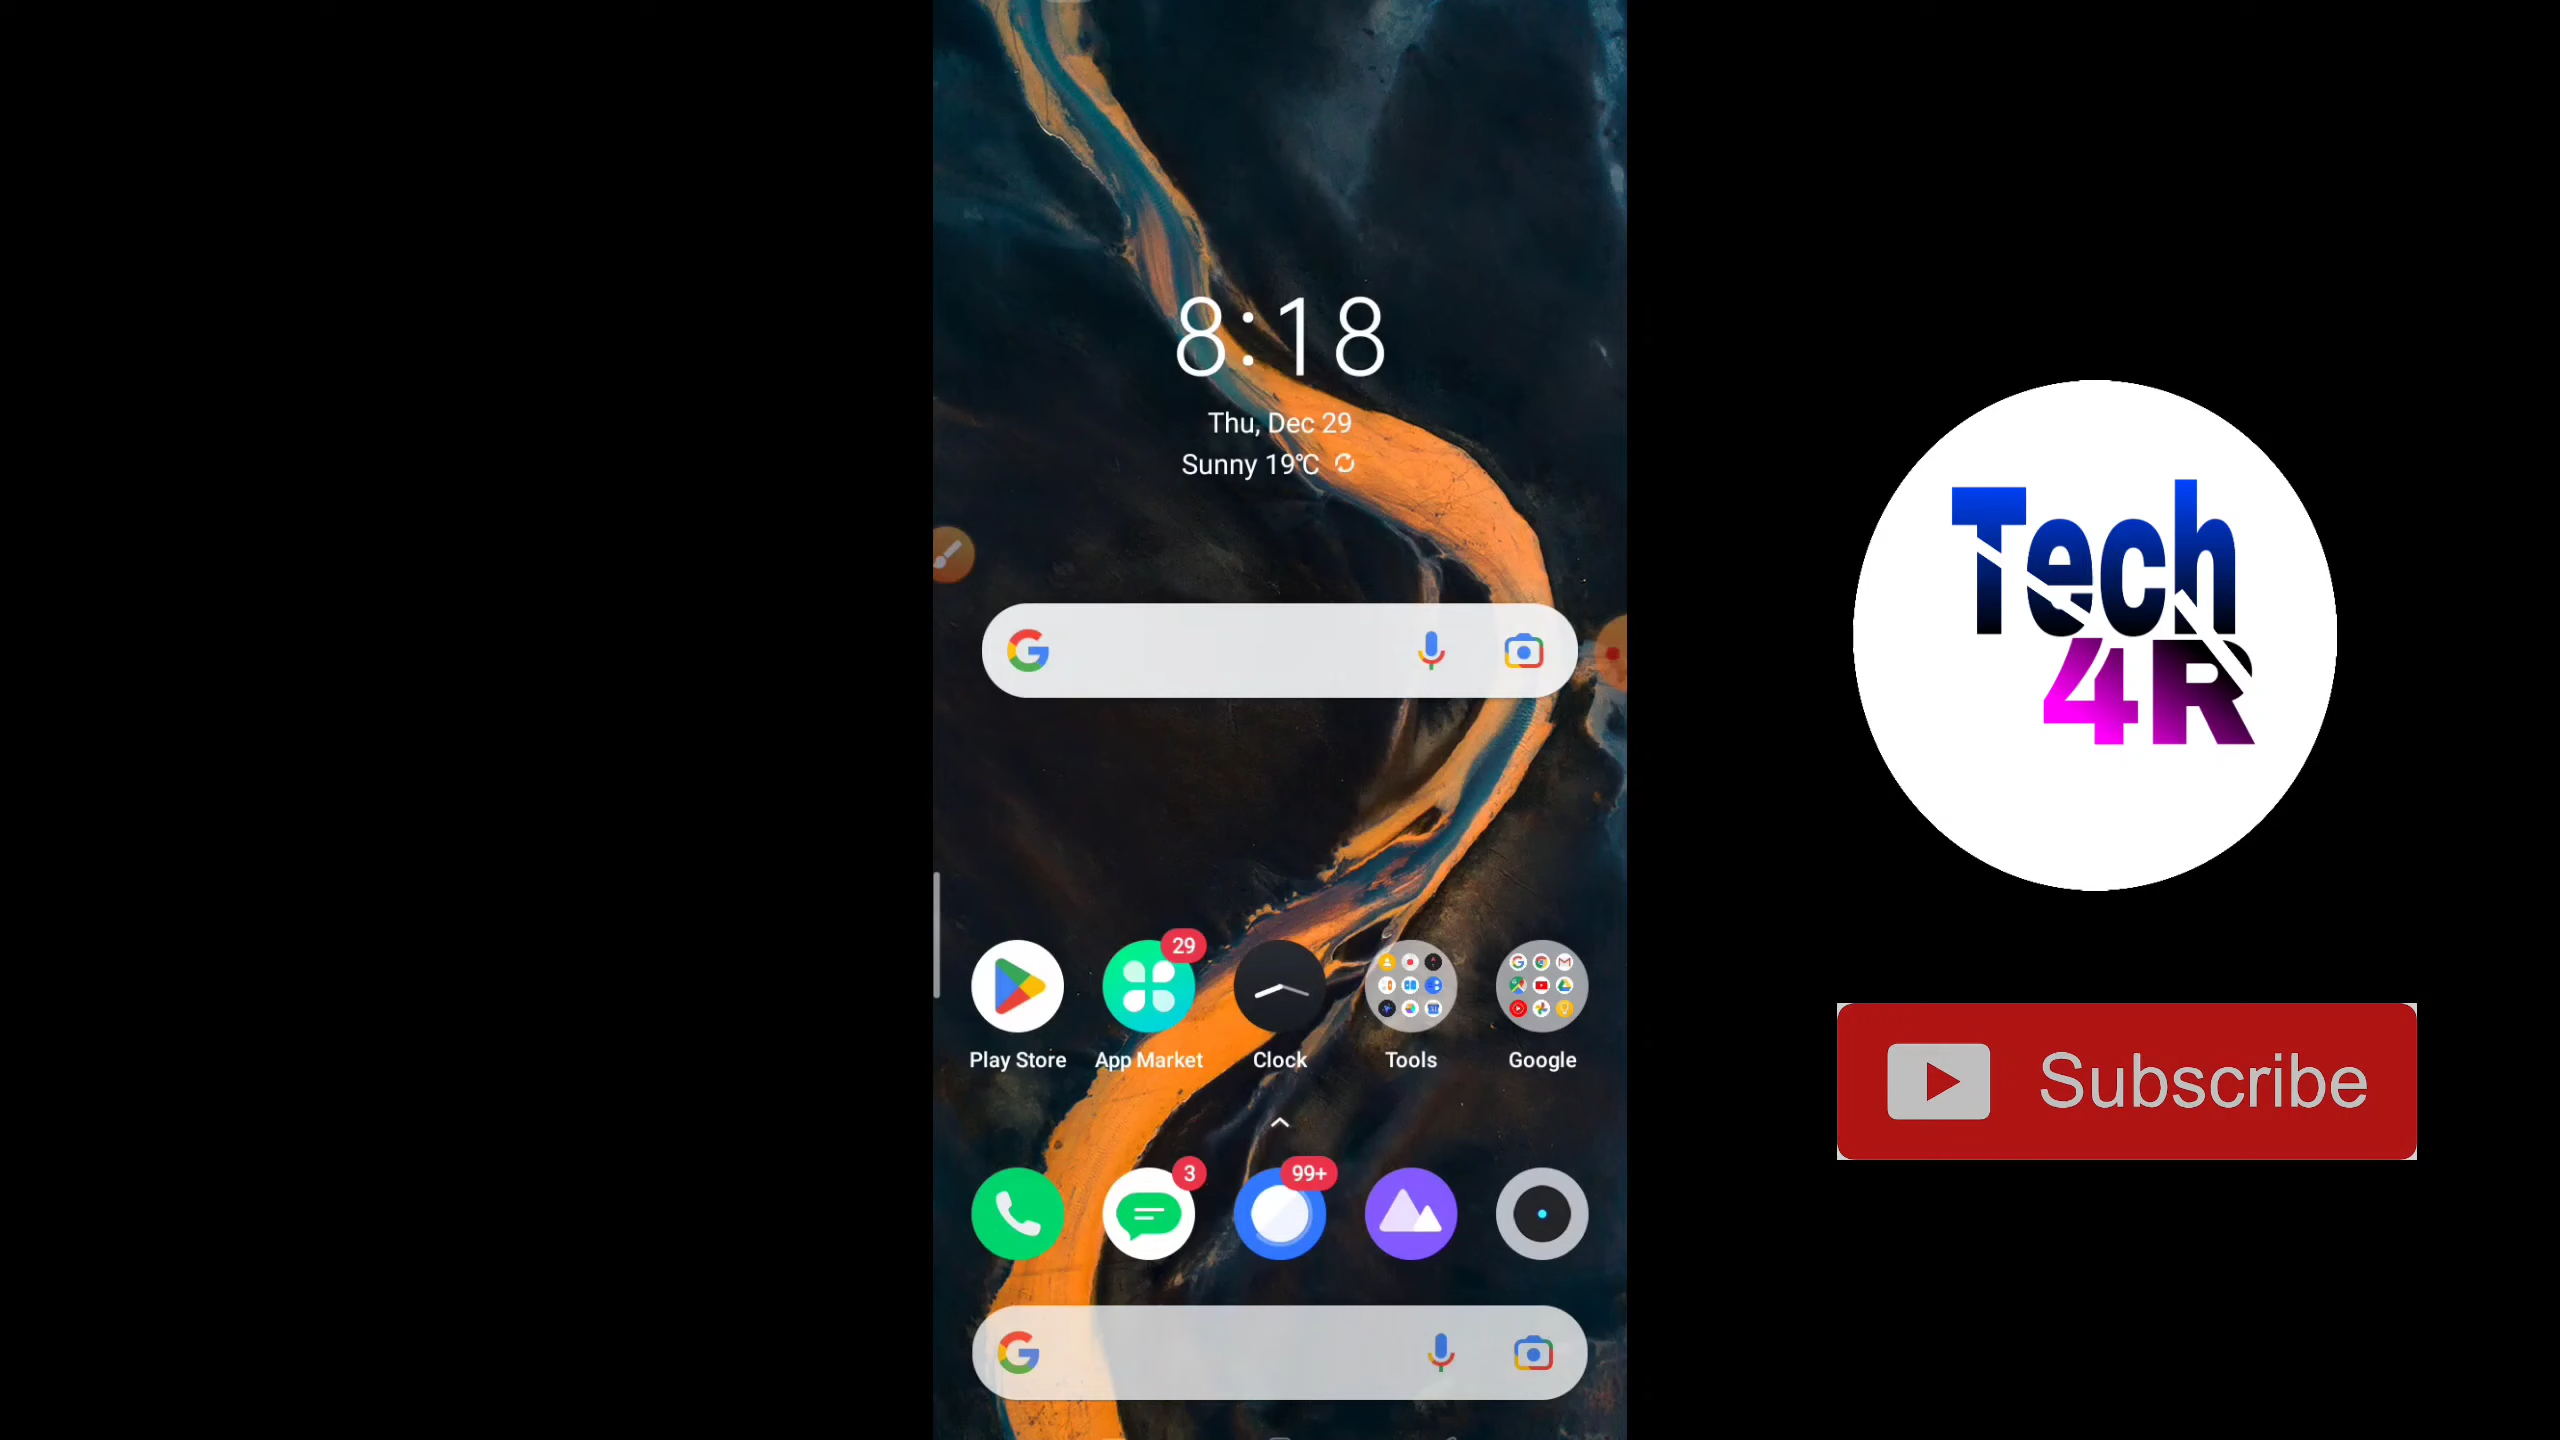 8:18
Thu, Dec 29
Sunny 19°C
29
Play Store
App Market
Clock
Tools
Google
3
99+
Tech
4R
Subscribe